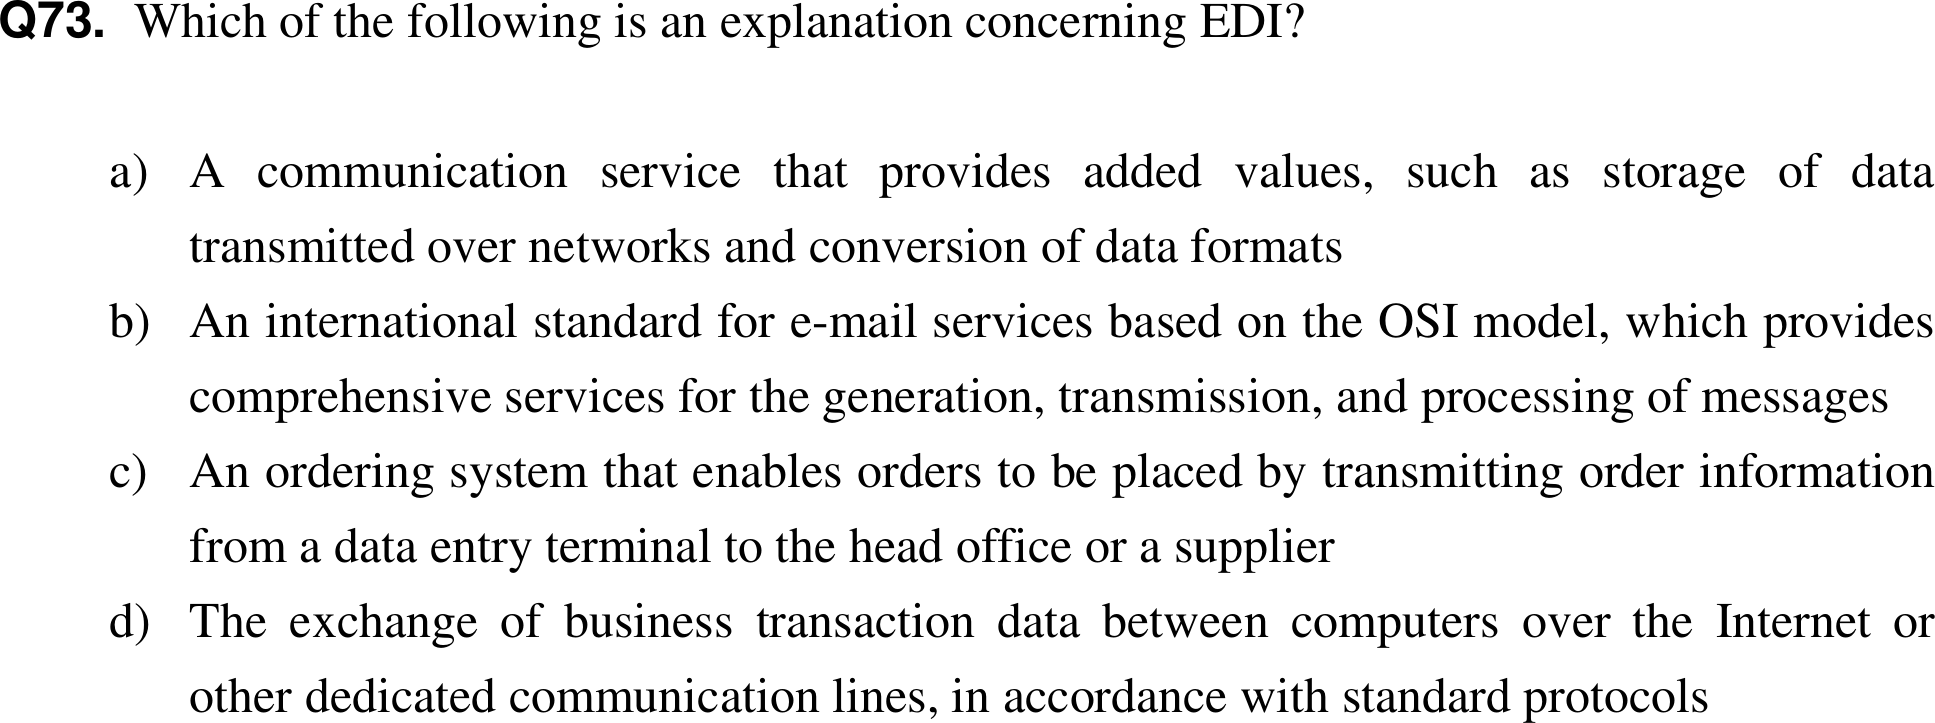 Q73. Which of the following is an explanation concerning EDI?
a) A communication service that provides added values, such as storage of data
transmitted over networks and conversion of data formats
b) An international standard for e-mail services based on the OSI model, which provides
comprehensive services for the generation, transmission, and processing of messages
c) An ordering system that enables orders to be placed by transmitting order information
from a data entry terminal to the head office or a supplier
d) The exchange of business transaction data between computers over the Internet or
other dedicated communication lines, in accordance with standard protocols